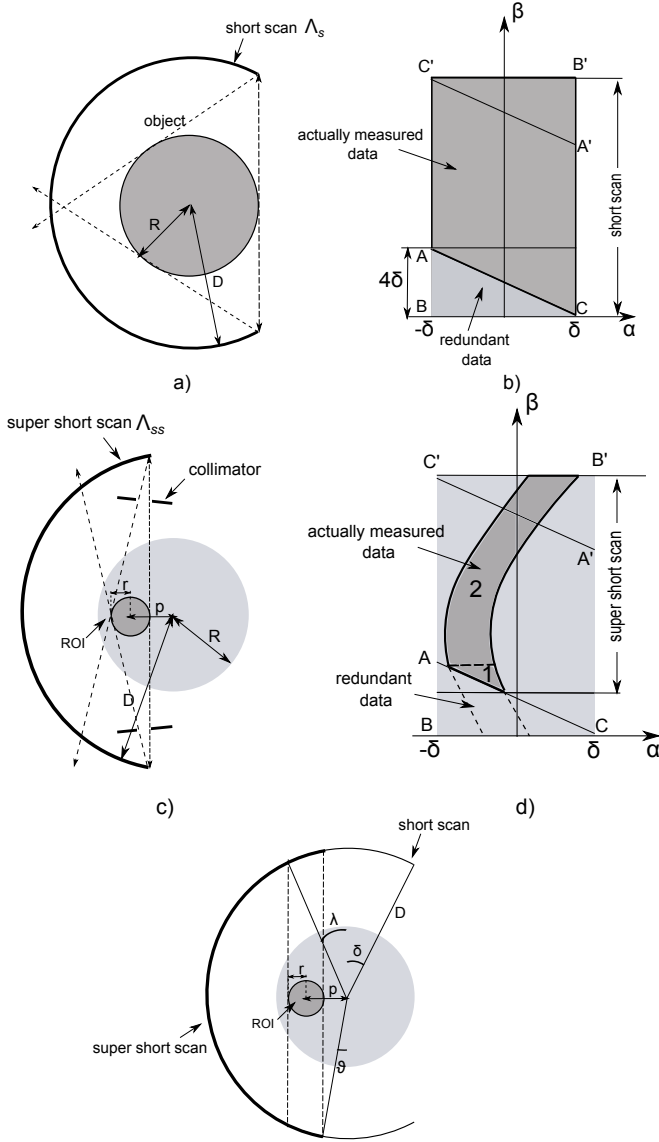 short scan Λs
object
R
D
a)
β
C'
B'
actually measured
data
A'
short scan
A
4δ
B
C
-δ
δ
α
redundant
data
b)
super short scan Λss
collimator
r
p
ROI
R
D
c)
β
C'
B'
actually measured
data
2
A'
super short scan
A
1
redundant
data
B
C
-δ
δ
α
d)
short scan
λ
D
δ
r
p
ROI
super short scan
ϑ